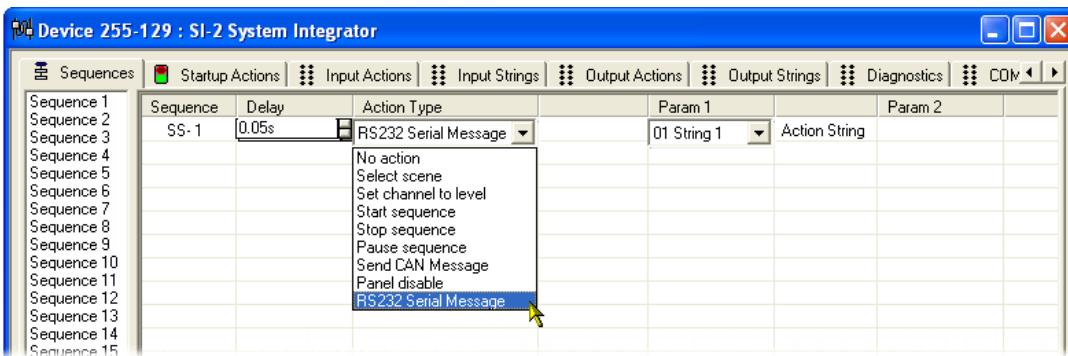 Device 255-129 : SI-2 System Integrator
Sequences Startup Actions Input Actions Input Strings Output Actions Output Strings Diagnostics COM
Sequence Delay Action Type Param 1 Param 2
SS-1 0.05s RS232 Serial Message 01 String 1 Action String
Sequence 1
Sequence 2
Sequence 3
Sequence 4
Sequence 5
Sequence 6
Sequence 7
Sequence 8
Sequence 9
Sequence 10
Sequence 11
Sequence 12
Sequence 13
Sequence 14
Sequence 15
No action
Select scene
Set channel to level
Start sequence
Stop sequence
Pause sequence
Send CAN Message
Panel disable
RS232 Serial Message